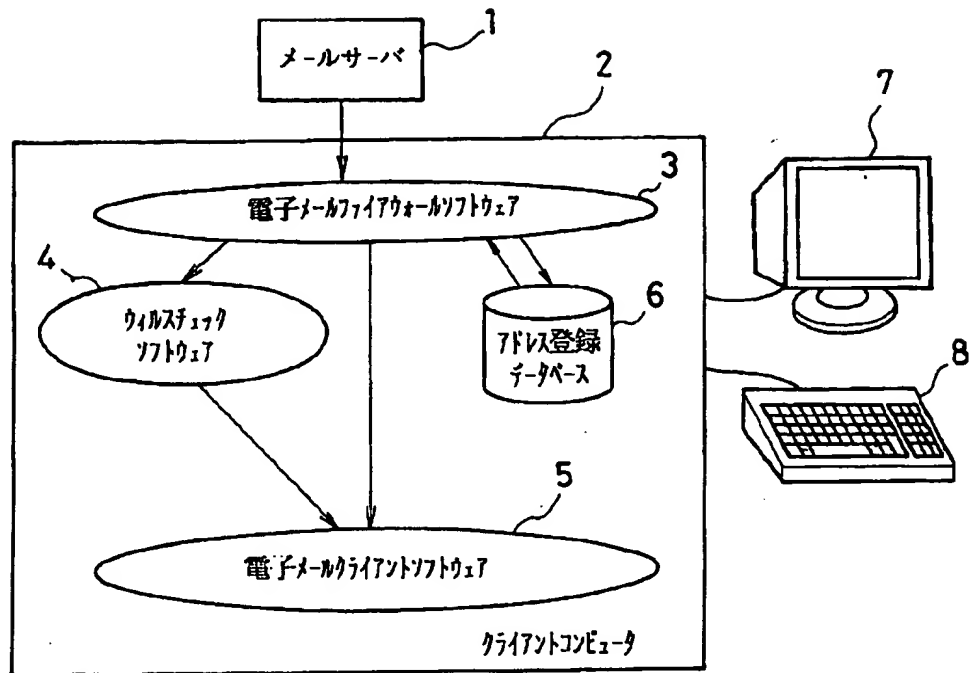 1
メールサーバ
2
7
3
電子ﾒｰﾙﾌｧｲｱｳｫｰﾙｿﾌﾄｳｪｱ
4
ｳｨﾙｽﾁｪｯｸ
ｿﾌﾄｳｪｱ
6
ｱﾄﾞﾚｽ登録
ﾃﾞｰﾀﾍﾞｰｽ
8
5
電子ﾒｰﾙｸﾗｲｱﾝﾄｿﾌﾄｳｪｱ
ｸﾗｲｱﾝﾄｺﾝﾋﾟｭｰﾀ